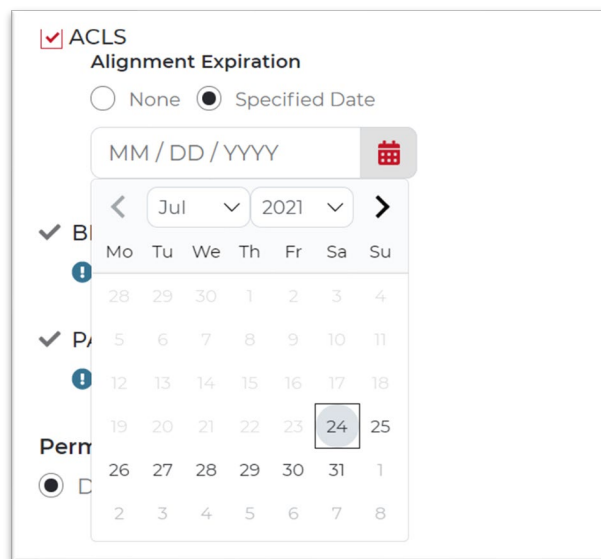 ACLS
Alignment Expiration
None Specified Date
MM / DD / YYYY
Jul 2021
Mo Tu We Th Fr Sa Su
28 29 30 1 2 3 4
5 6 7 8 9 10 11
12 13 14 15 16 17 18
19 20 21 22 23 24 25
26 27 28 29 30 31 1
2 3 4 5 6 7 8